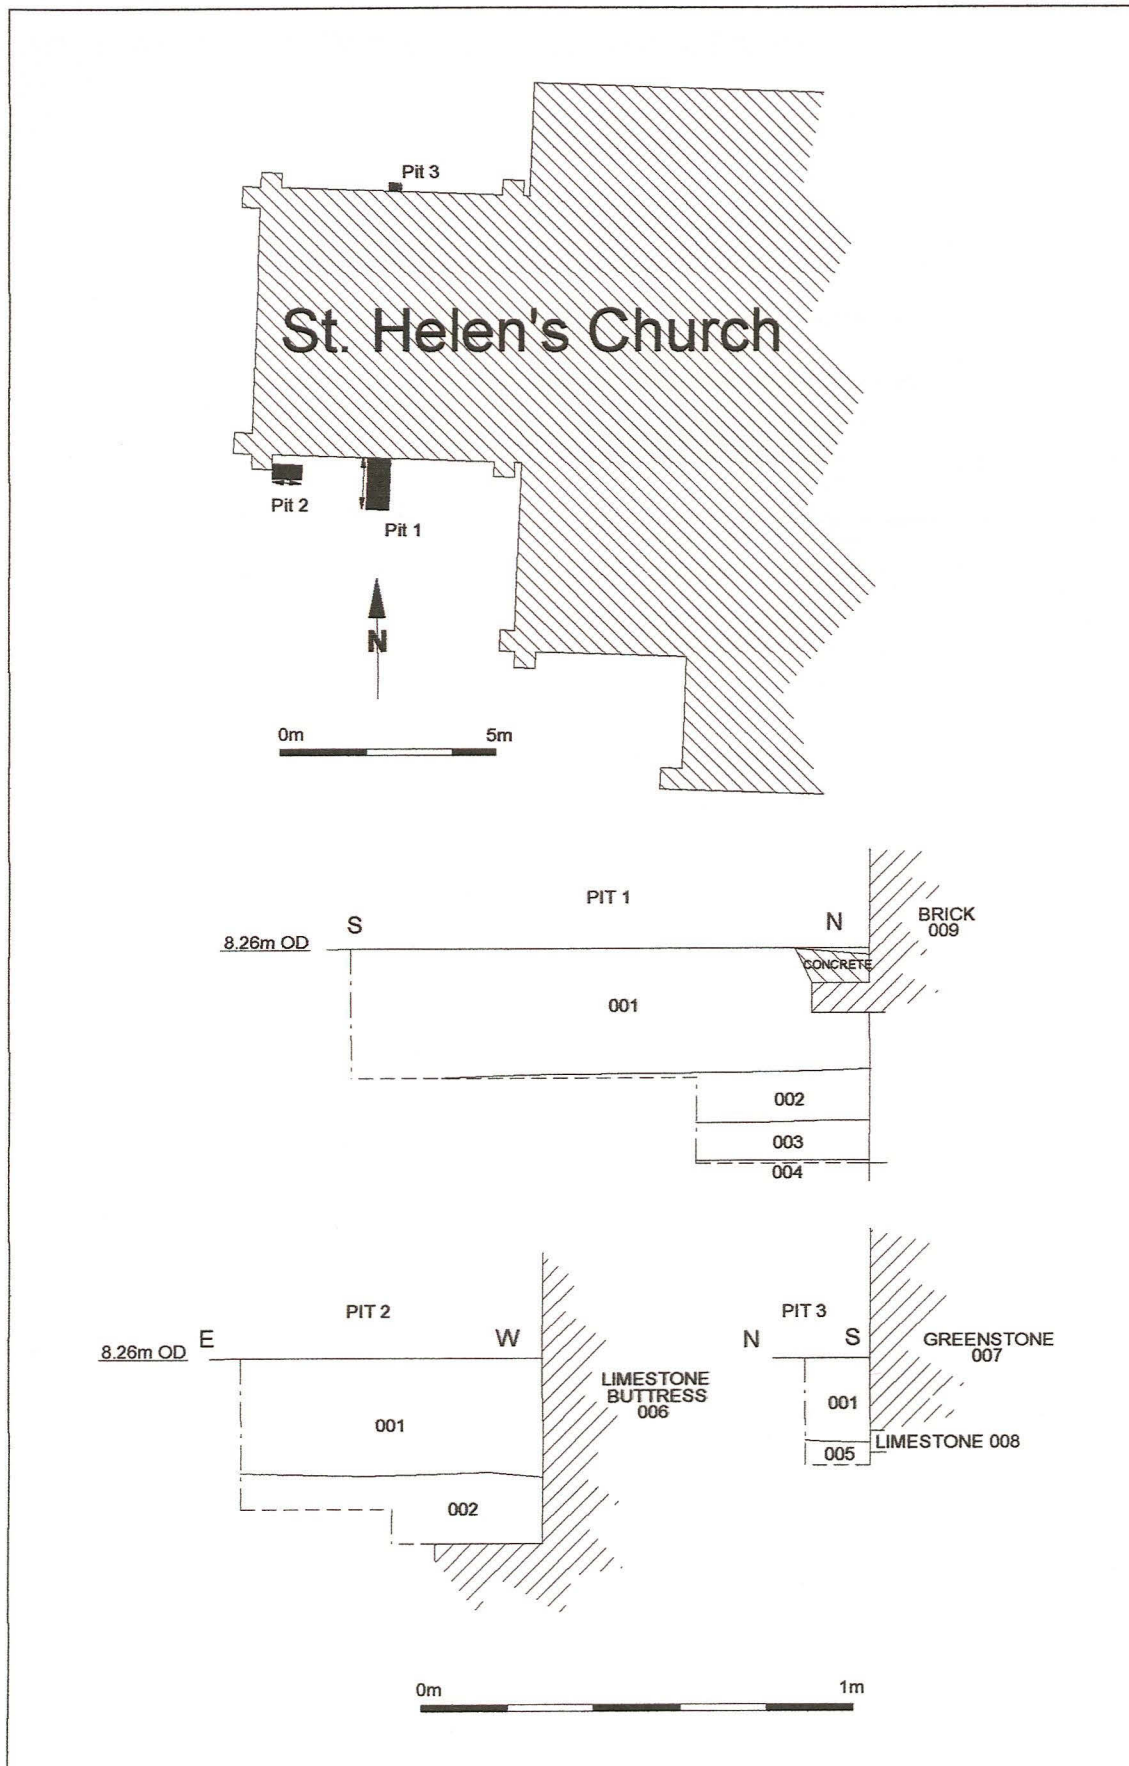 Pit 3
St. Helen's Church
Pit 2
Pit 1
N
0m 5m
PIT 1
S N
8.26m OD
BRICK
009
CONCRETE
001
002
003
004
PIT 2
E W
8.26m OD
LIMESTONE
BUTTRESS
006
001
002
PIT 3
N S
GREENSTONE
007
001
LIMESTONE 008
005
0m 1m